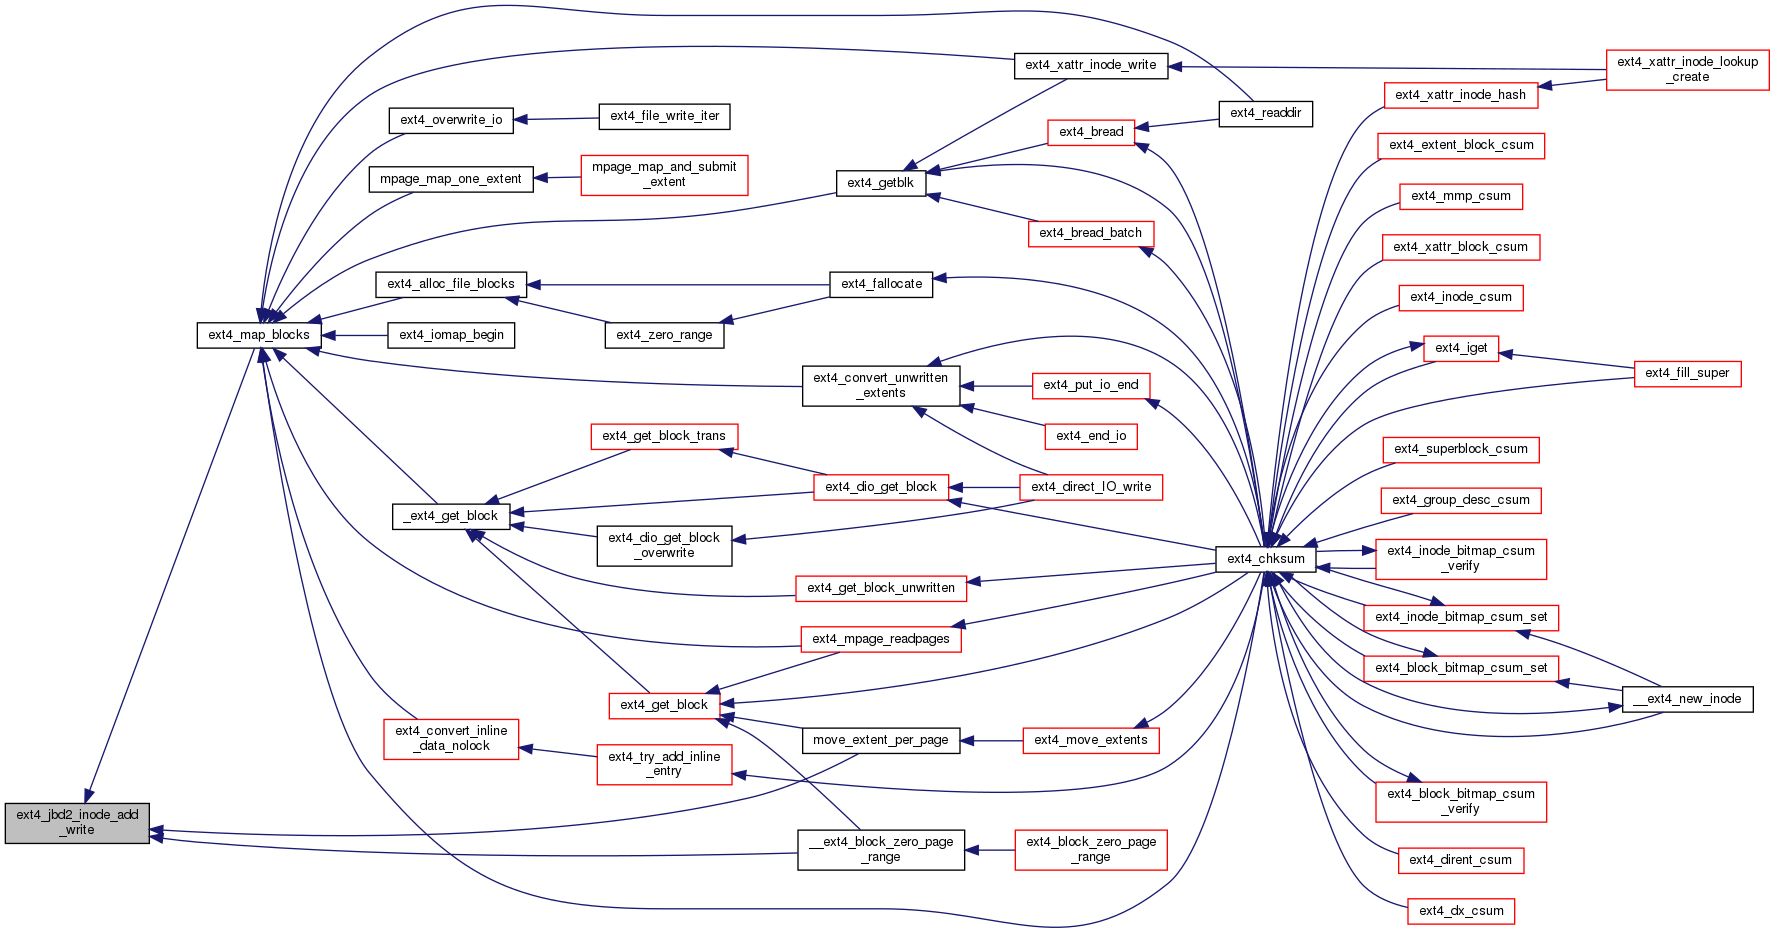 ext4_xattr_inode_write
ext4_xattr_inode_lookup
_create
ext4_xattr_inode_hash
ext4_readdir
ext4_overwrite_io
ext4_file_write_iter
ext4_bread
ext4_extent_block_csum
mpage_map_one_extent
mpage_map_and_submit
_extent
ext4_getblk
ext4_mmp_csum
ext4_bread_batch
ext4_xattr_block_csum
ext4_alloc_file_blocks
ext4_fallocate
ext4_inode_csum
ext4_map_blocks
ext4_iomap_begin
ext4_zero_range
ext4_iget
ext4_fill_super
ext4_convert_unwritten
_extents
ext4_put_io_end
ext4_get_block_trans
ext4_end_io
ext4_superblock_csum
ext4_dio_get_block
ext4_direct_IO_write
ext4_group_desc_csum
_ext4_get_block
ext4_dio_get_block
_overwrite
ext4_chksum
ext4_inode_bitmap_csum
_verify
ext4_get_block_unwritten
ext4_inode_bitmap_csum_set
ext4_mpage_readpages
ext4_block_bitmap_csum_set
__ext4_new_inode
ext4_get_block
ext4_convert_inline
_data_nolock
move_extent_per_page
ext4_move_extents
ext4_try_add_inline
_entry
ext4_block_bitmap_csum
_verify
ext4_jbd2_inode_add
_write
__ext4_block_zero_page
_range
ext4_block_zero_page
_range
ext4_dirent_csum
ext4_dx_csum